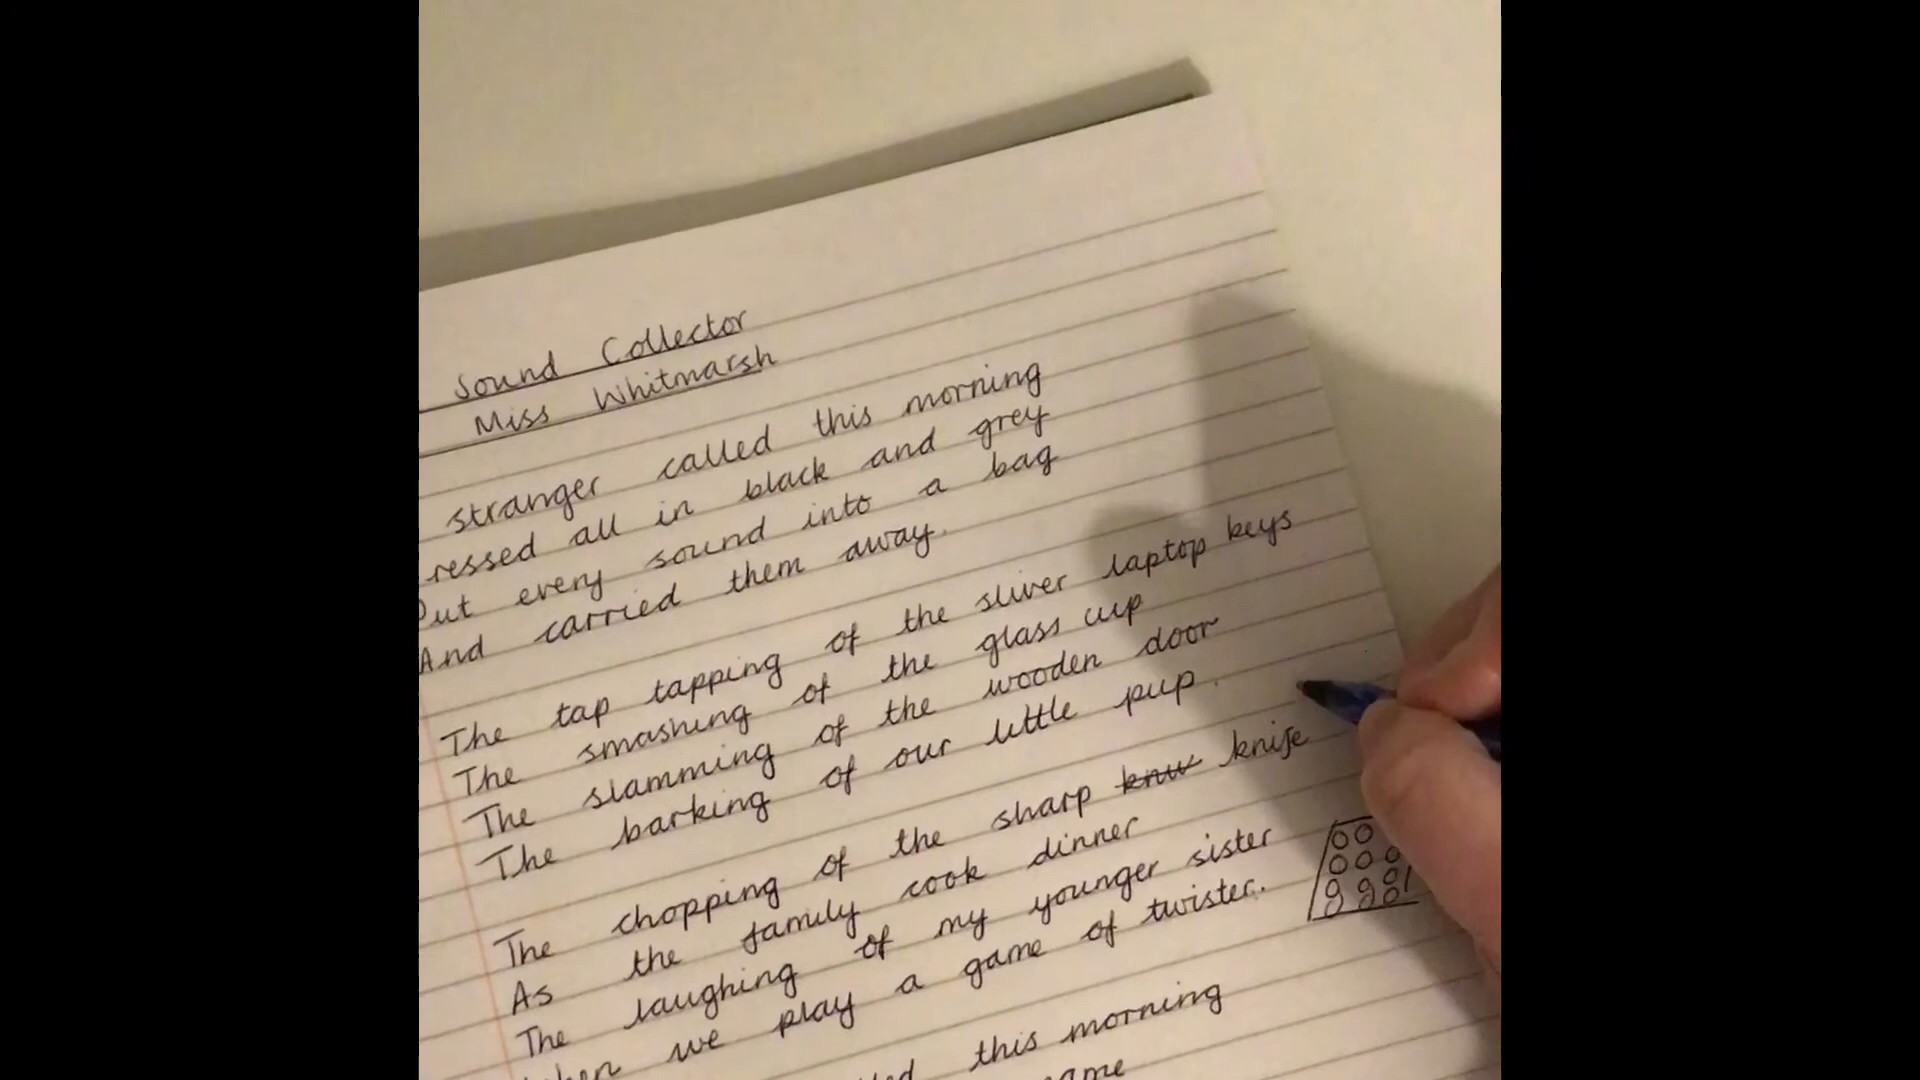 Sound Collector
Miss Whitmarsh
stranger called this morning
ressed all in black and grey
Put every sound into a bag
And carried them away.
The tap tapping of the sliver laptop keys
The smashing of the glass cup
The slamming of the wooden door
The barking of our little pup.
The chopping of the sharp knife
As the family cook dinner
The laughing of my younger sister
when we play a game of twister.
this morning